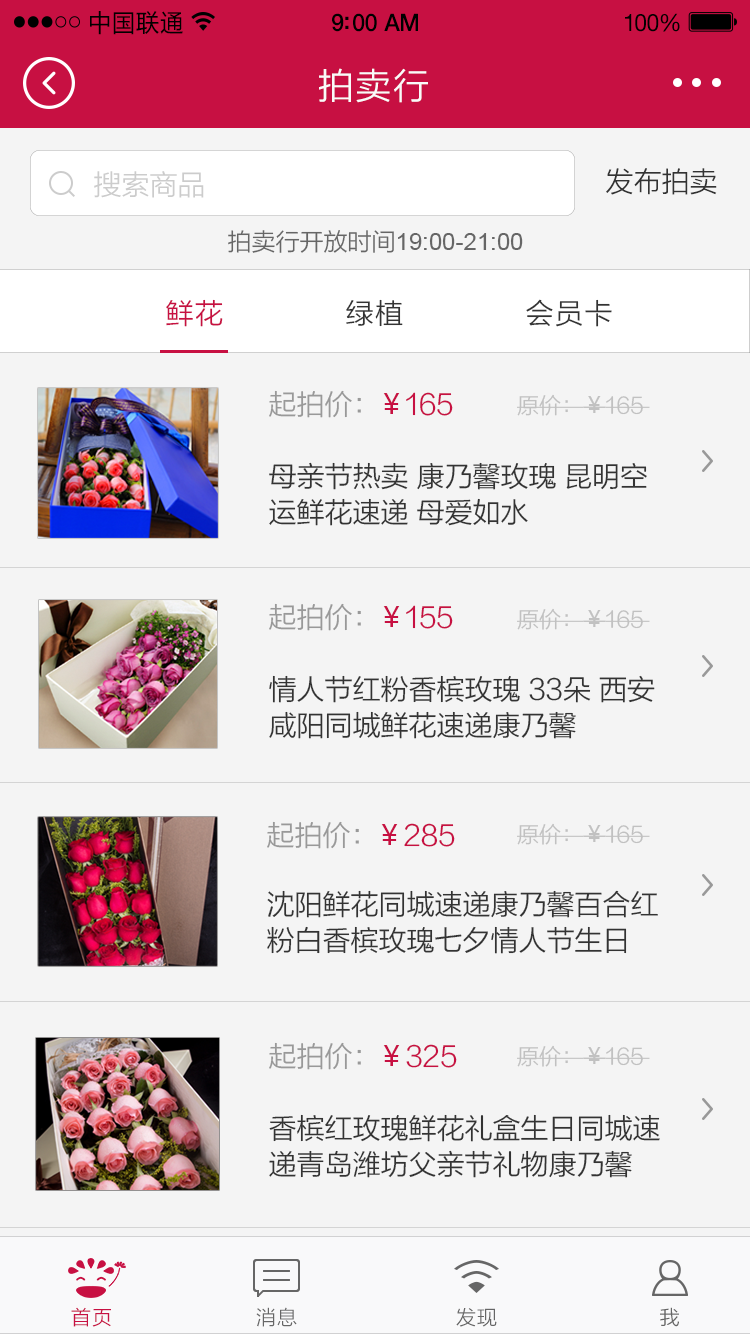 中国联通 9:00 AM 100%
拍卖行
搜索商品 发布拍卖
拍卖行开放时间19:00-21:00
鲜花 绿植 会员卡
起拍价：¥165 原价：¥165
母亲节热卖 康乃馨玫瑰 昆明空
运鲜花速递 母爱如水
起拍价：¥155 原价：¥165
情人节红粉香槟玫瑰 33朵 西安
咸阳同城鲜花速递康乃馨
起拍价：¥285 原价：¥165
沈阳鲜花同城速递康乃馨百合红
粉白香槟玫瑰七夕情人节生日
起拍价：¥325 原价：¥165
香槟红玫瑰鲜花礼盒生日同城速
递青岛潍坊父亲节礼物康乃馨
首页 消息 发现 我